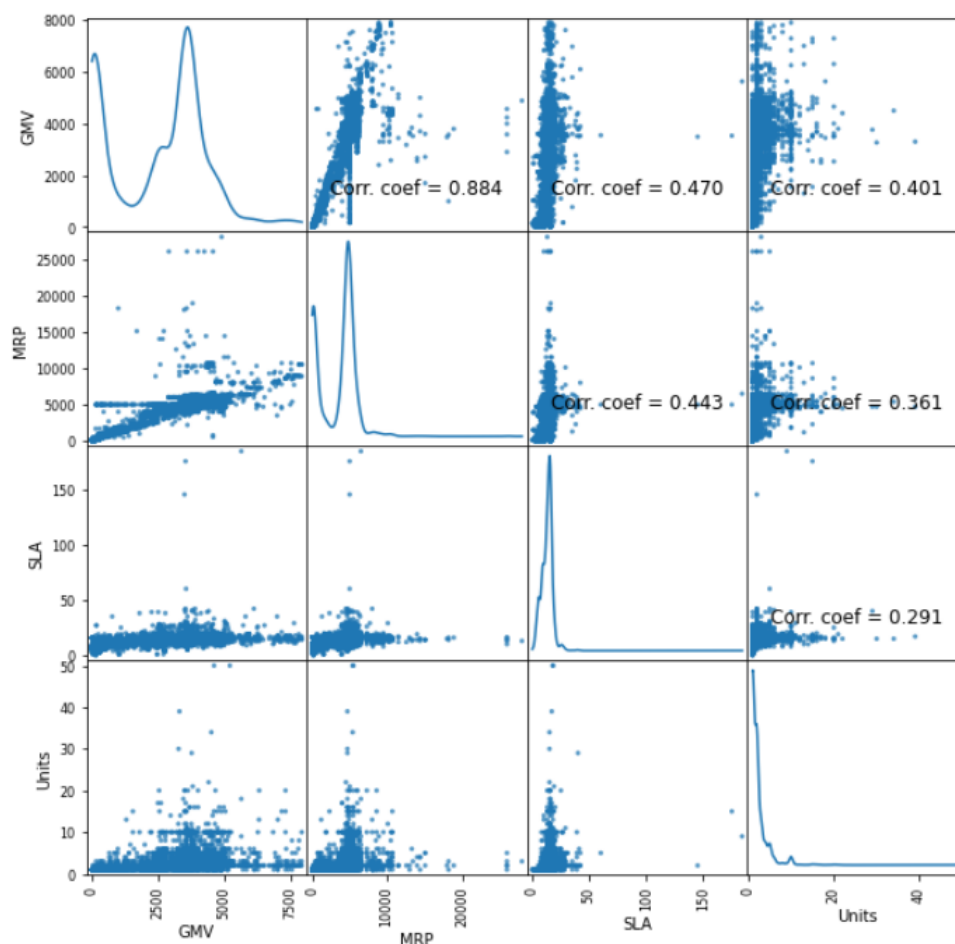 8000
6000
4000
2000
0
GMV
Corr. coef = 0.884
Corr. coef = 0.470
Corr. coef = 0.401
25000
20000
15000
10000
5000
0
MRP
Corr. coef = 0.443
Corr. coef = 0.361
150
100
50
0
SLA
Corr. coef = 0.291
50
40
30
20
10
0
Units
0
2500
5000
7500
GMV
0
10000
20000
MRP
0
50
100
150
SLA
0
20
40
Units